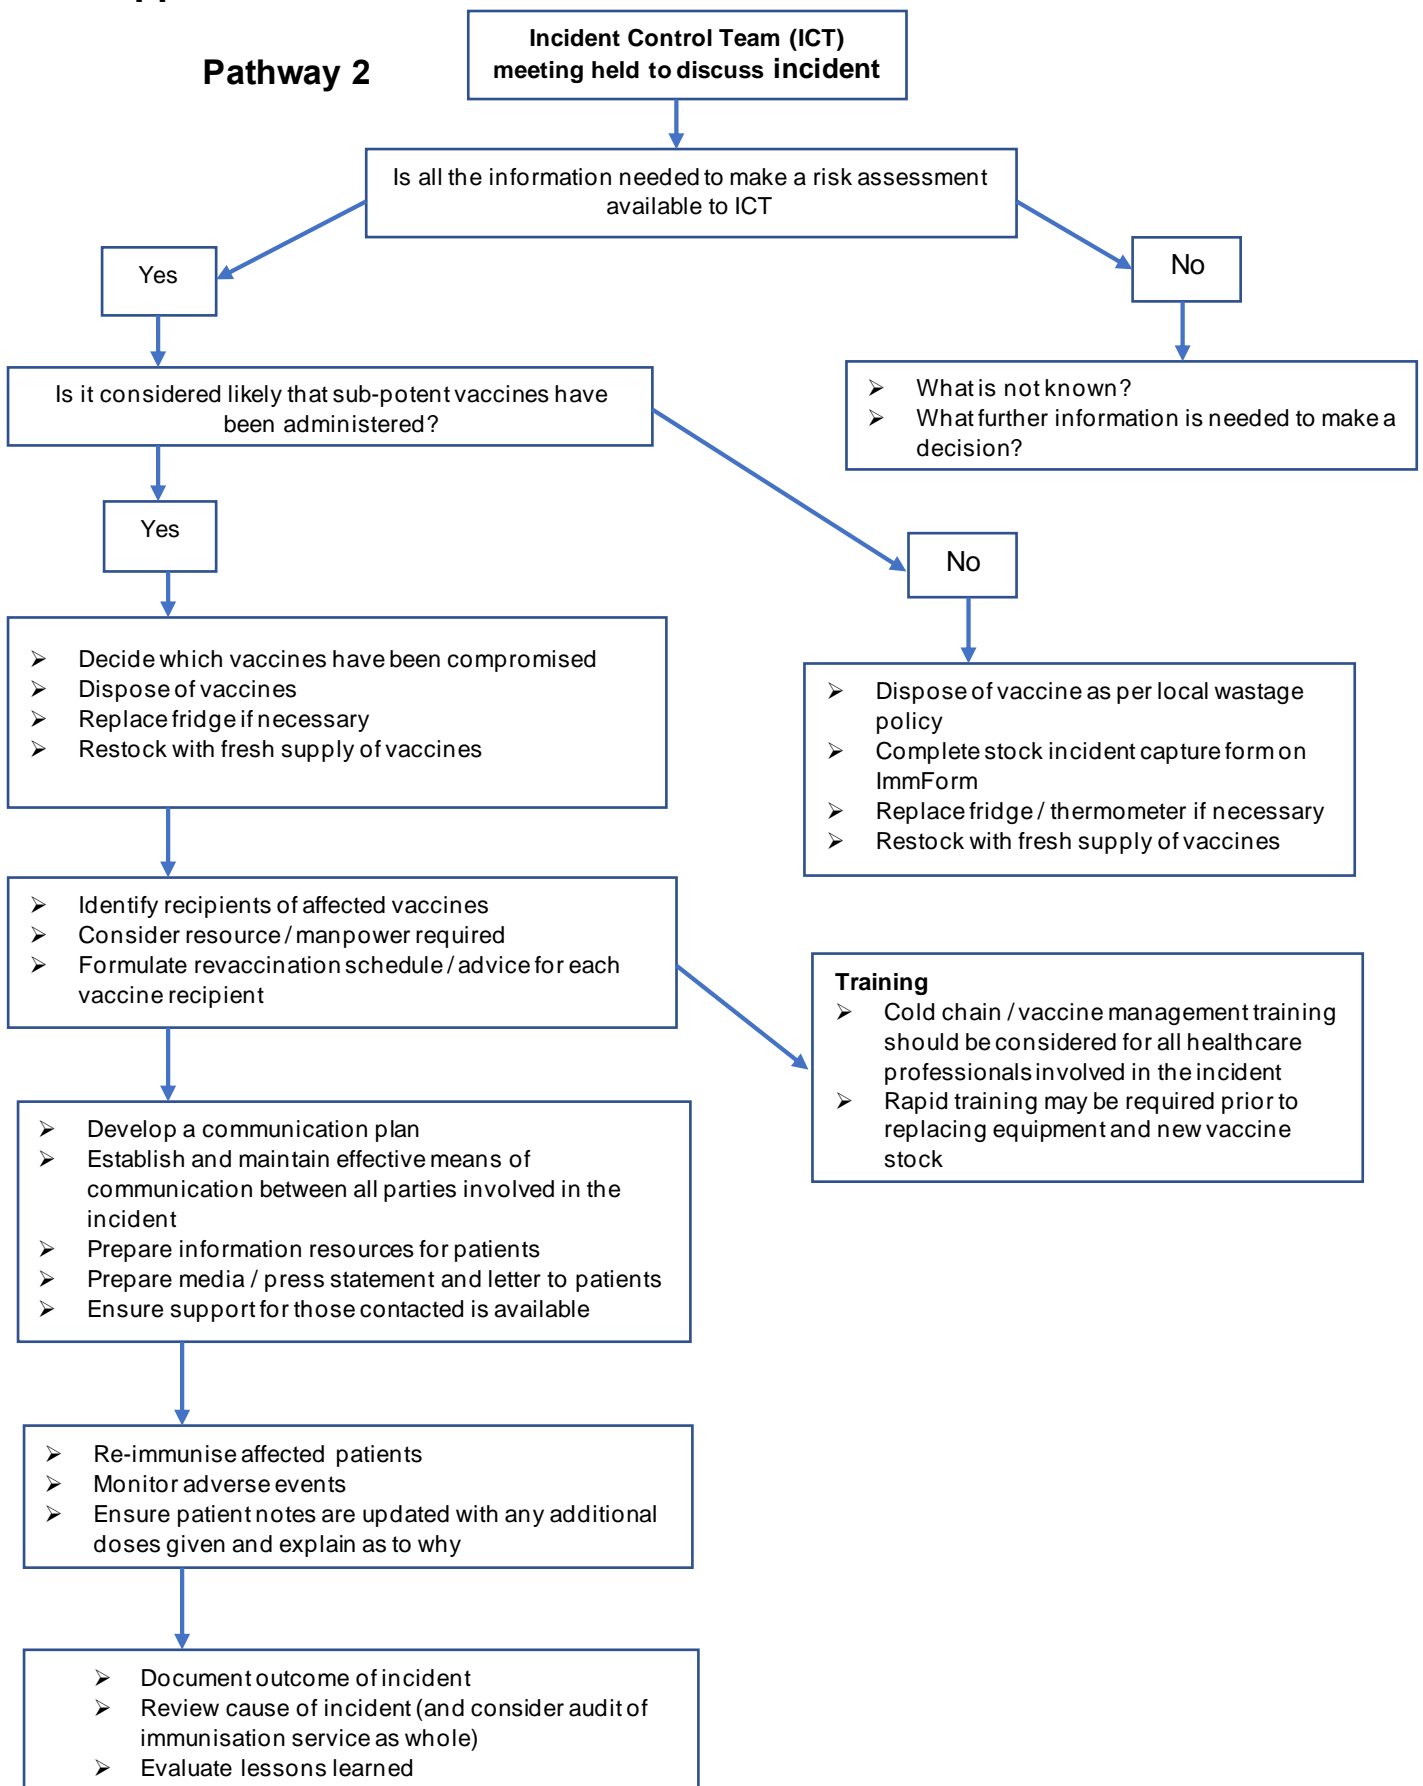 Pathway 2
Incident Control Team (ICT)
meeting held to discuss incident
Is all the information needed to make a risk assessment
available to ICT
Yes
No
Is it considered likely that sub-potent vaccines have
been administered?
➢ What is not known?
➢ What further information is needed to make a
decision?
Yes
No
➢ Decide which vaccines have been compromised
➢ Dispose of vaccines
➢ Replace fridge if necessary
➢ Restock with fresh supply of vaccines
➢ Dispose of vaccine as per local wastage
policy
➢ Complete stock incident capture form on
ImmForm
➢ Replace fridge / thermometer if necessary
➢ Restock with fresh supply of vaccines
➢ Identify recipients of affected vaccines
➢ Consider resource / manpower required
➢ Formulate revaccination schedule / advice for each
vaccine recipient
Training
➢ Cold chain / vaccine management training
should be considered for all healthcare
professionals involved in the incident
➢ Rapid training may be required prior to
replacing equipment and new vaccine
stock
➢ Develop a communication plan
➢ Establish and maintain effective means of
communication between all parties involved in the
incident
➢ Prepare information resources for patients
➢ Prepare media / press statement and letter to patients
➢ Ensure support for those contacted is available
➢ Re-immunise affected patients
➢ Monitor adverse events
➢ Ensure patient notes are updated with any additional
doses given and explain as to why
➢ Document outcome of incident
➢ Review cause of incident (and consider audit of
immunisation service as whole)
➢ Evaluate lessons learned